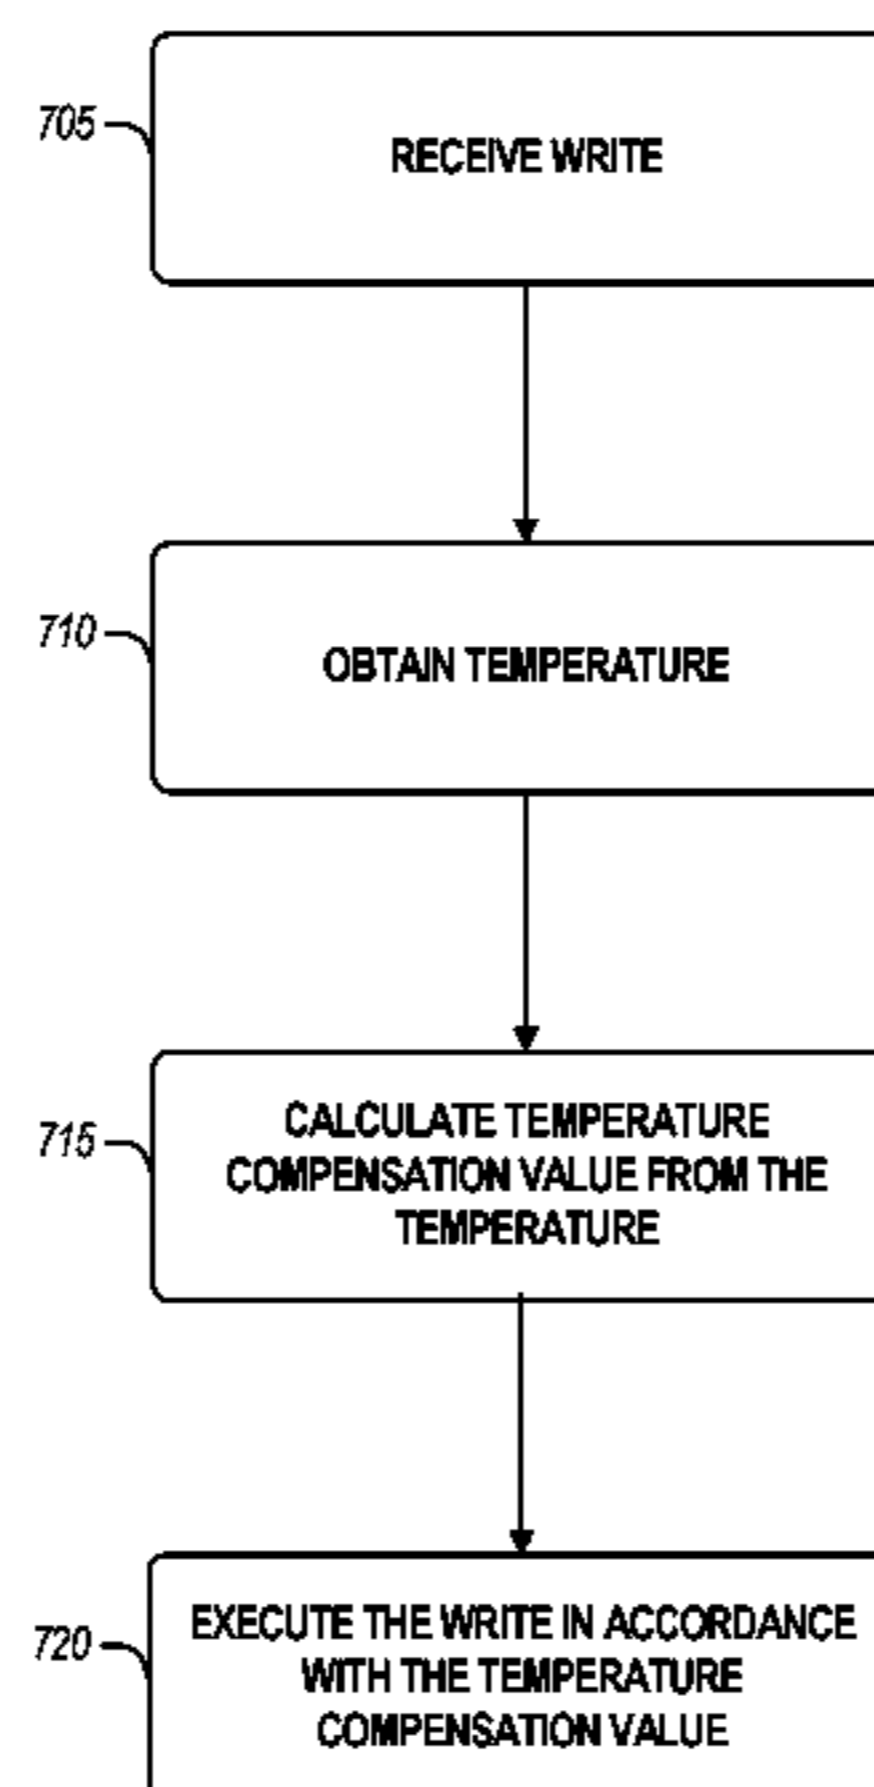 705
RECEIVE WRITE
710
OBTAIN TEMPERATURE
715
CALCULATE TEMPERATURE
COMPENSATION VALUE FROM THE
TEMPERATURE
720
EXECUTE THE WRITE IN ACCORDANCE
WITH THE TEMPERATURE
COMPENSATION VALUE